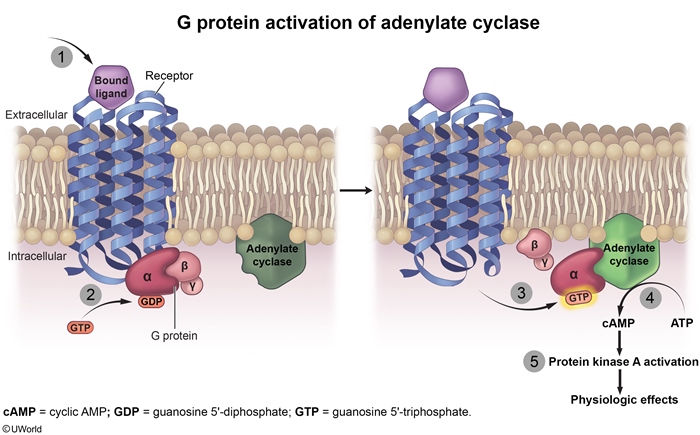 G protein activation of adenylate cyclase
1
Bound
ligand
Receptor
Extracellular
Intracellular
Adenylate
cyclase
α
β
γ
2
GDP
GTP
G protein
β
γ
Adenylate
cyclase
α
3
GTP
4
cAMP
ATP
5
Protein kinase A activation
Physiologic effects
cAMP = cyclic AMP; GDP = guanosine 5'-diphosphate; GTP = guanosine 5'-triphosphate.
©UWorld